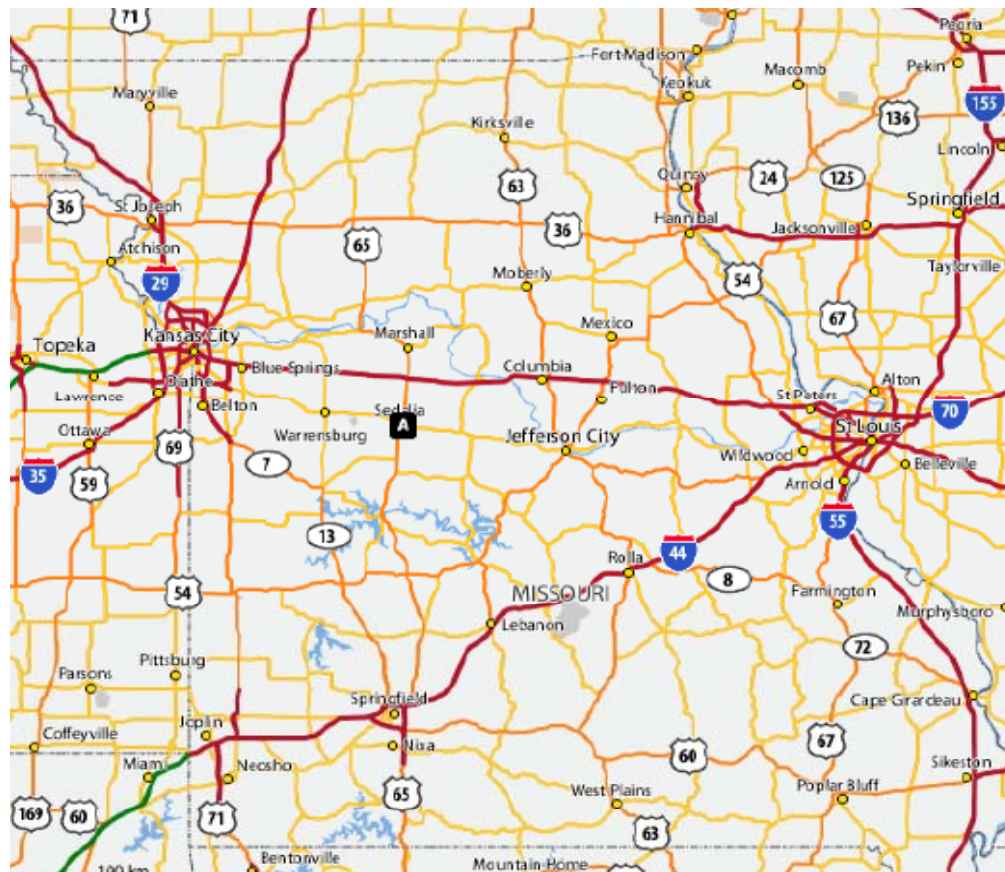 71
Peoria
Fort Madison
Macomb
Pekin
Maryville
Keokuk
155
136
Kirksville
Lincoln
63
Quincy
24
125
36
St Joseph
Springfield
Hannibal
Jacksonville
36
65
Atchison
Taylorville
29
Moberly
54
67
Kansas City
Marshall
Mexico
Topeka
Blue Springs
Columbia
Alton
Olathe
Fulton
St Peters
Lawrence
Belton
Sedalia
70
A
St Louis
Ottawa
69
Warrensburg
Jefferson City
Wildwood
Belleville
7
35
59
Arnold
55
13
44
Rolla
8
54
MISSOURI
Farmington
Murphysboro
Lebanon
72
Pittsburg
Parsons
Springfield
Cape Girardeau
Joplin
Coffeyville
Nixa
67
60
Miami
Neosho
Sikeston
65
West Plains
Poplar Bluff
169
60
71
63
Bentonville
Mountain Home
100 km